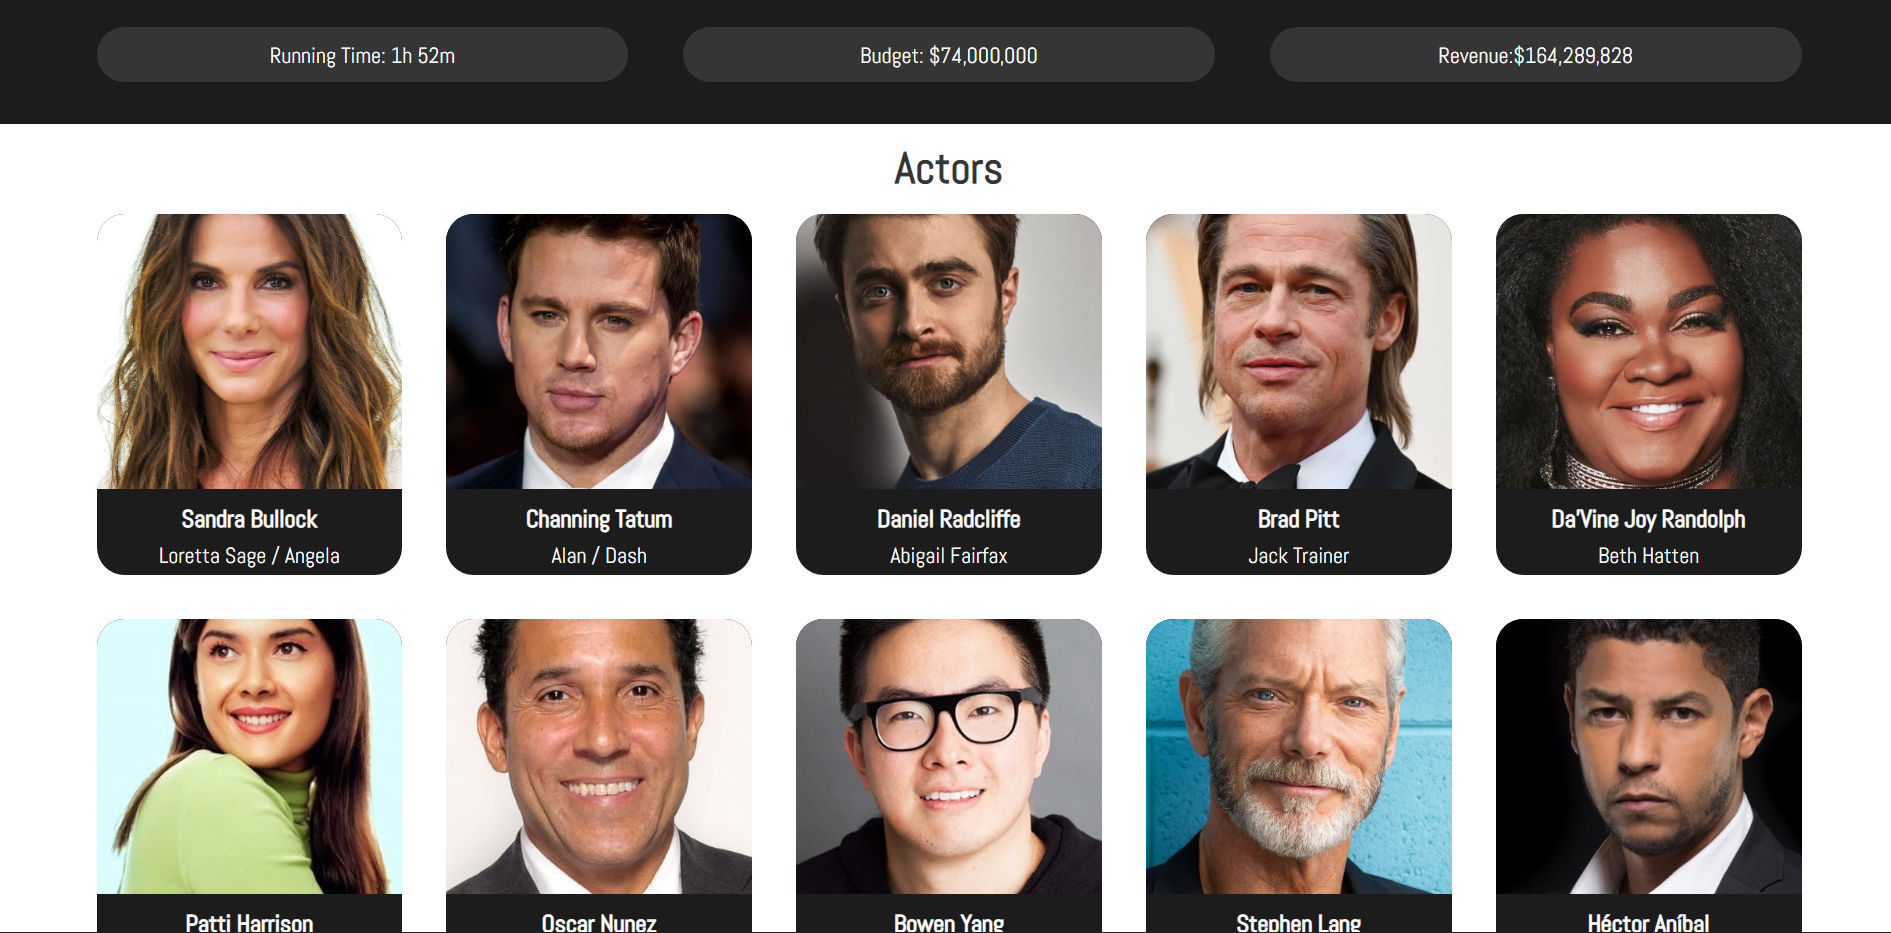 Running Time: 1h 52m
Budget: $74,000,000
Revenue:$164,289,828
Actors
Sandra Bullock
Loretta Sage / Angela
Channing Tatum
Alan / Dash
Daniel Radcliffe
Abigail Fairfax
Brad Pitt
Jack Trainer
Da'Vine Joy Randolph
Beth Hatten
Patti Harrison
Oscar Nunez
Bowen Yang
Stephen Lang
Héctor Aníbal